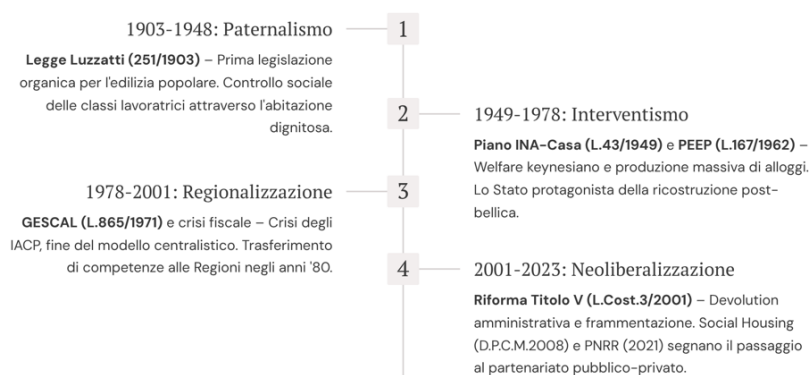 1903-1948: Paternalismo
1
Legge Luzzatti (251/1903) – Prima legislazione
organica per l'edilizia popolare. Controllo sociale
delle classi lavoratrici attraverso l'abitazione
dignitosa.
2
1949-1978: Interventismo
Piano INA-Casa (L.43/1949) e PEEP (L.167/1962) –
Welfare keynesiano e produzione massiva di alloggi.
Lo Stato protagonista della ricostruzione post-
bellica.
1978-2001: Regionalizzazione
3
GESCAL (L.865/1971) e crisi fiscale – Crisi degli
IACP, fine del modello centralistico. Trasferimento
di competenze alle Regioni negli anni '80.
4
2001-2023: Neoliberalizzazione
Riforma Titolo V (L.Cost.3/2001) – Devolution
amministrativa e frammentazione. Social Housing
(D.P.C.M.2008) e PNRR (2021) segnano il passaggio
al partenariato pubblico-privato.